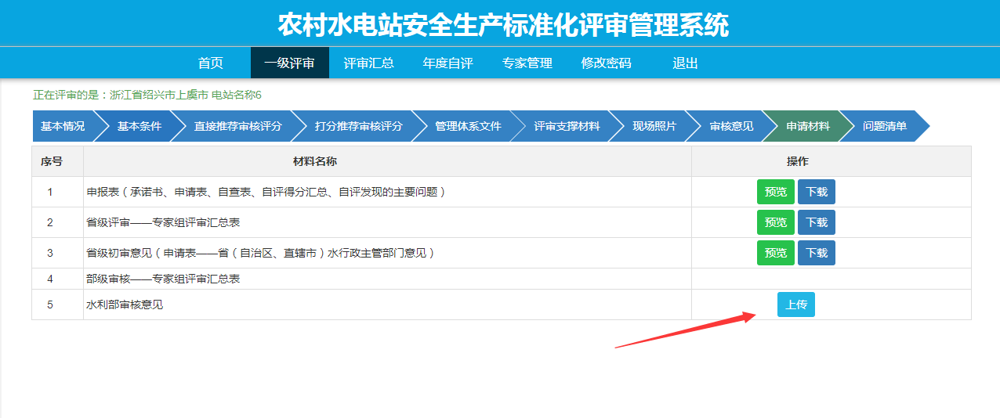 农村水电站安全生产标准化评审管理系统
首页 一级评审 评审汇总 年度自评 专家管理 修改密码 退出
正在评审的是：浙江省绍兴市上虞市 电站名称6
基本情况 基本条件 直接推荐审核评分 打分推荐审核评分 管理体系文件 评审支撑材料 现场照片 审核意见 申请材料 问题清单
序号 材料名称 操作
1 申报表（承诺书、申请表、自查表、自评得分汇总、自评发现的主要问题） 预览 下载
2 省级评审——专家组评审汇总表 预览 下载
3 省级初审意见（申请表——省（自治区、直辖市）水行政主管部门意见） 预览 下载
4 部级审核——专家组评审汇总表
5 水利部审核意见 上传